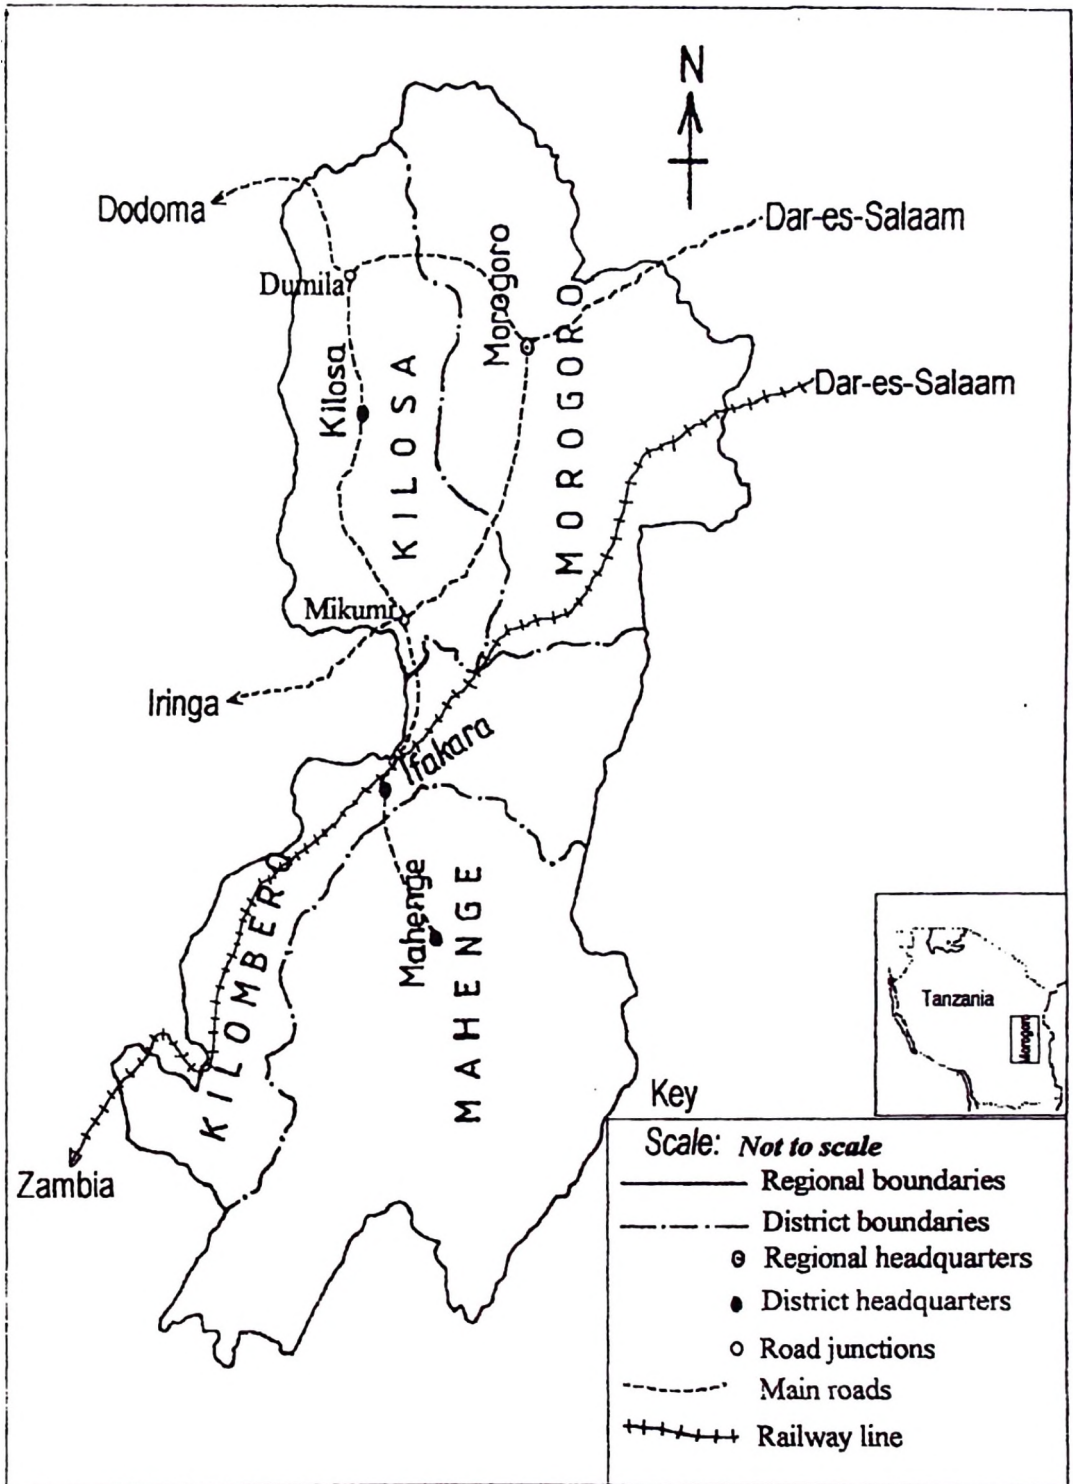 N
Dodoma
Dar-es-Salaam
Dumila
Morogoro
MOROGORO
Kilosa
KILOSA
Dar-es-Salaam
Mikumi
Iringa
Ifakara
Mahenge
MAHENGE
KILOMBERO
Tanzania
Morogoro
Zambia
Key
Scale: Not to scale
Regional boundaries
District boundaries
Regional headquarters
District headquarters
Road junctions
Main roads
Railway line